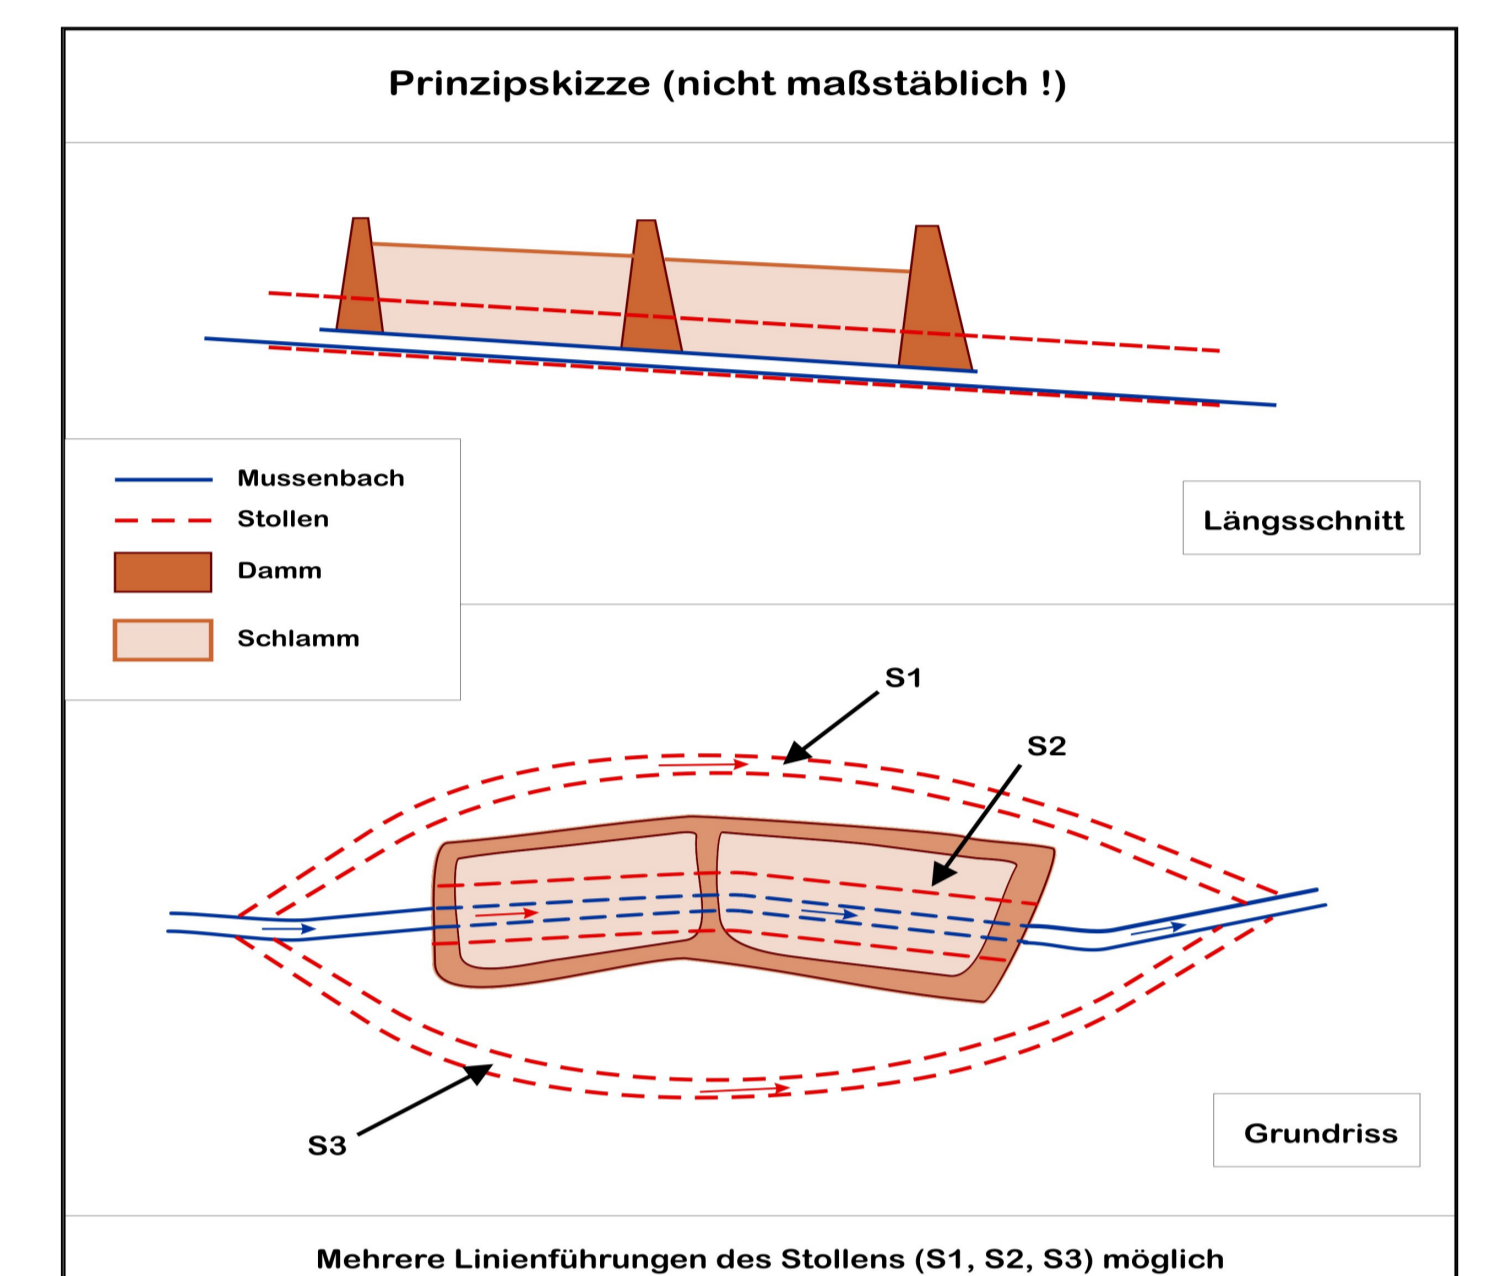 Prinzipskizze (nicht maßstäblich !)
Mussenbach
Stollen
Damm
Schlamm
Längsschnitt
S1
S2
S3
Grundriss
Mehrere Linienführungen des Stollens (S1, S2, S3) möglich